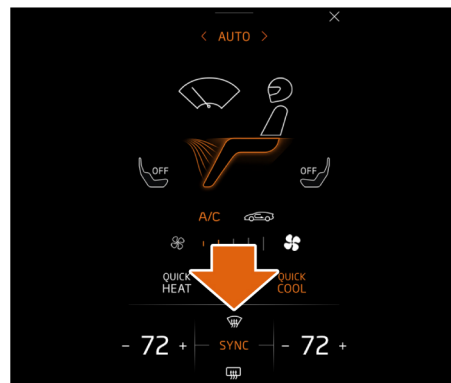 AUTO
OFF
OFF
A/C
QUICK
HEAT
QUICK
COOL
- 72 +
SYNC
- 72 +